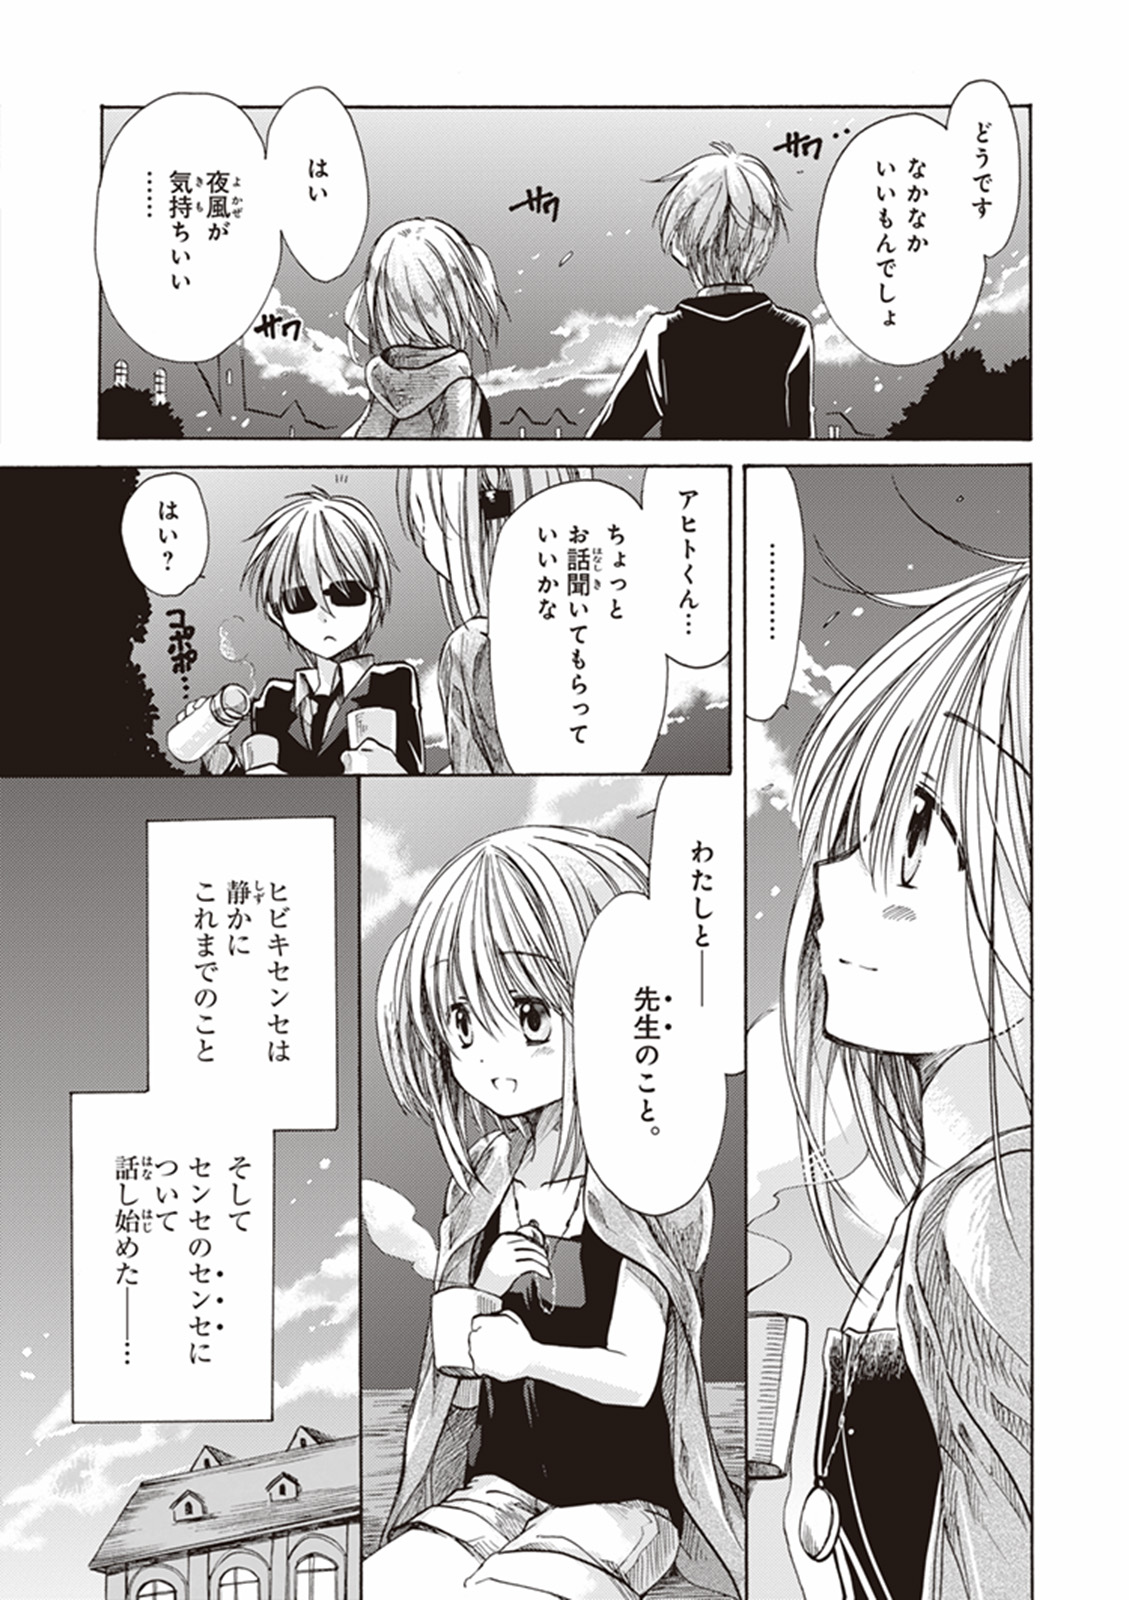 どうです
なかなか
いいもんでしょ
ザワ・・
ザワ
はい
夜風が
気持ちいい
……
ザワ
…………
アヒトくん…
ちょっと
お話聞いてもらって
いいかな
はい?
コポポポ…
わたしと──
先生のこと。
ヒビキセンセは
静かに
これまでのこと
そして
センセのセンセに
ついて
話し始めた──…